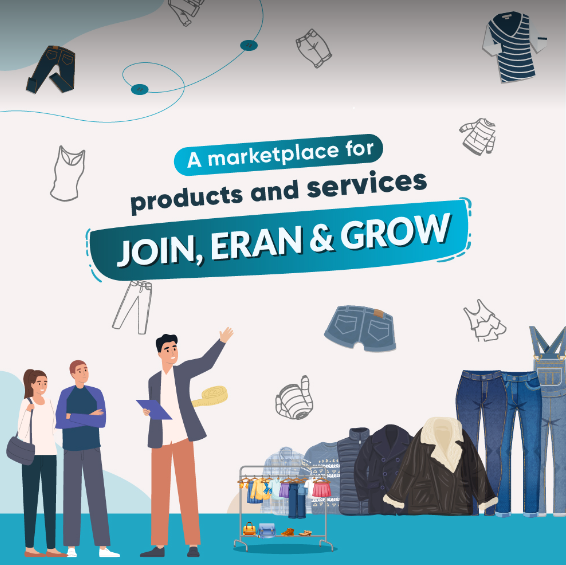 A marketplace for
products and services
JOIN, ERAN & GROW